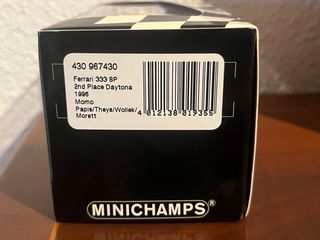 430 967430
Ferrari 333 SP
2nd Place Daytona
1996
Momo
Papis/Theys/Wollek/
Morett
4 012138 019355
MINICHAMPS®